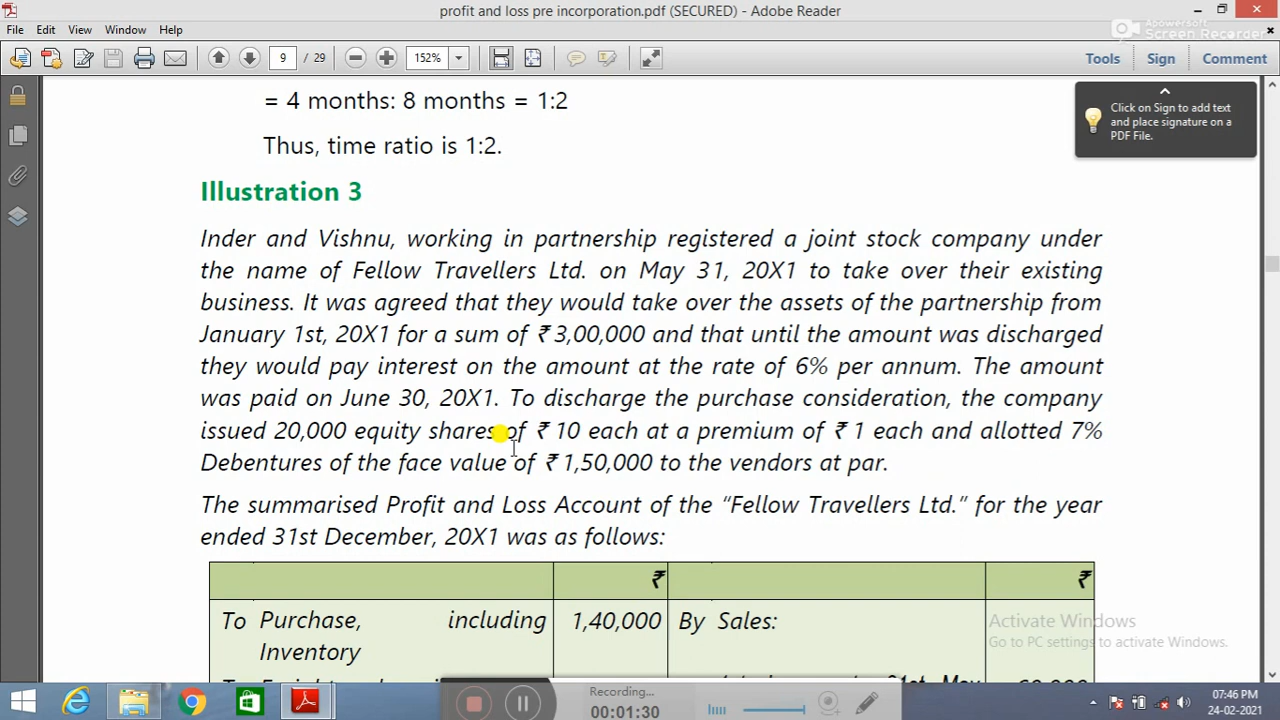 profit and loss pre incorporation.pdf (SECURED) - Adobe Reader
File Edit View Window Help
Apowersoft
Screen Recorder
9 / 29 152% Tools Sign Comment
Click on Sign to add text
and place signature on a
PDF File.
= 4 months: 8 months = 1:2
Thus, time ratio is 1:2.
Illustration 3
Inder and Vishnu, working in partnership registered a joint stock company under
the name of Fellow Travellers Ltd. on May 31, 20X1 to take over their existing
business. It was agreed that they would take over the assets of the partnership from
January 1st, 20X1 for a sum of ₹ 3,00,000 and that until the amount was discharged
they would pay interest on the amount at the rate of 6% per annum. The amount
was paid on June 30, 20X1. To discharge the purchase consideration, the company
issued 20,000 equity shares of ₹ 10 each at a premium of ₹ 1 each and allotted 7%
Debentures of the face value of ₹ 1,50,000 to the vendors at par.
The summarised Profit and Loss Account of the “Fellow Travellers Ltd.” for the year
ended 31st December, 20X1 was as follows:
₹ ₹
To Purchase, including 1,40,000 By Sales:
Inventory
Activate Windows
Go to PC settings to activate Windows.
Recording...
00:01:30
07:46 PM
24-02-2021